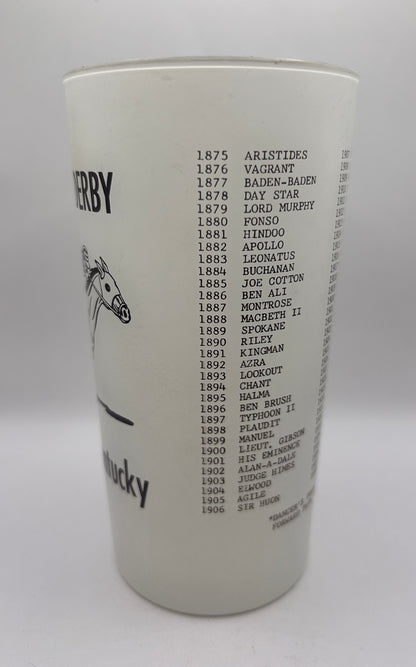 ERBY
tucky
1875 ARISTIDES
1876 VAGRANT
1877 BADEN-BADEN
1878 DAY STAR
1879 LORD MURPHY
1880 FONSO
1881 HINDOO
1882 APOLLO
1883 LEONATUS
1884 BUCHANAN
1885 JOE COTTON
1886 BEN ALI
1887 MONTROSE
1888 MACBETH II
1889 SPOKANE
1890 RILEY
1891 KINGMAN
1892 AZRA
1893 LOOKOUT
1894 CHANT
1895 HALMA
1896 BEN BRUSH
1897 TYPHOON II
1898 PLAUDIT
1899 MANUEL
1900 LIEUT. GIBSON
1901 HIS EMINENCE
1902 ALAN-A-DALE
1903 JUDGE HIMES
1904 ELWOOD
1905 AGILE
1906 SIR HUON
*DANCER'S
FORWARD